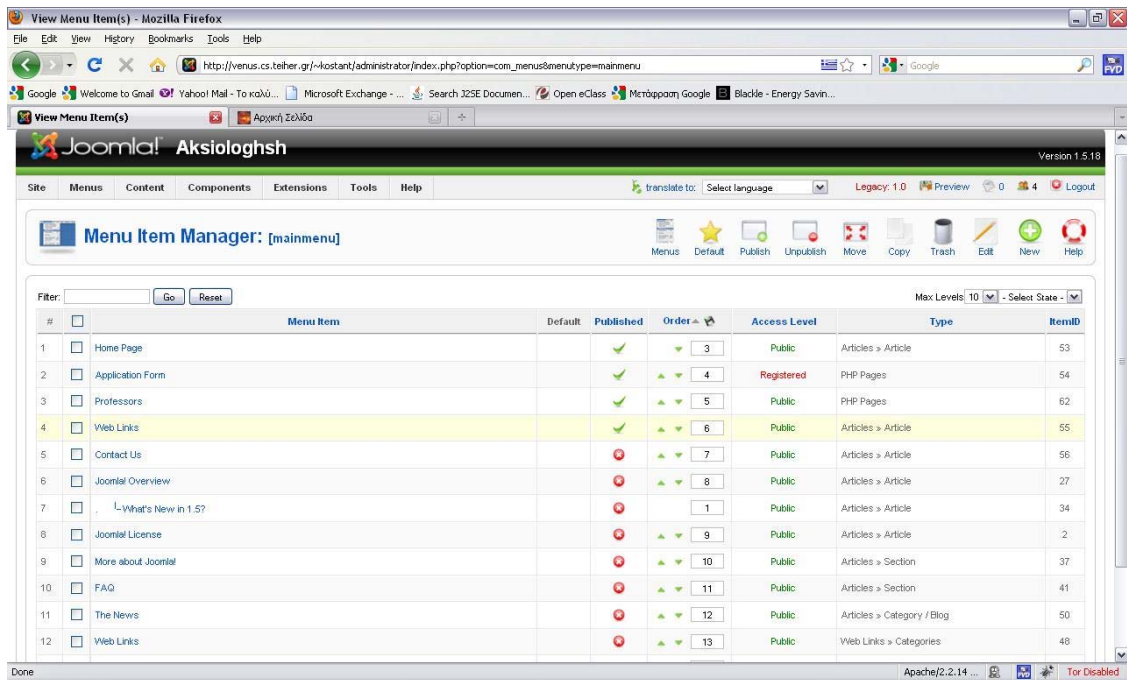 View Menu Item(s) - Mozilla Firefox
File Edit View History Bookmarks Tools Help
http://venus.cs.teiher.gr/~kostant/administrator/index.php?option=com_menus&menutype=mainmenu
Google
Google Welcome to Gmail Yahoo! Mail - Το καλύ... Microsoft Exchange - ... Search J2SE Documen... Open eClass Μετάφραση Google Blackle - Energy Savin...
View Menu Item(s) Αρχική Σελίδα
Joomla! Aksiologhsh Version 1.5.18
Site Menus Content Components Extensions Tools Help translate to: Select language Legacy: 1.0 Preview 0 4 Logout
Menu Item Manager: [mainmenu]
Menus Default Publish Unpublish Move Copy Trash Edit New Help
Filter: Go Reset Max Levels 10 - Select State -
# Menu Item Default Published Order Access Level Type ItemID
1 Home Page 3 Public Articles » Article 53
2 Application Form 4 Registered PHP Pages 54
3 Professors 5 Public PHP Pages 62
4 Web Links 6 Public Articles » Article 55
5 Contact Us 7 Public Articles » Article 56
6 Joomla! Overview 8 Public Articles » Article 27
7 . What's New in 1.5? 1 Public Articles » Article 34
8 Joomla! License 9 Public Articles » Article 2
9 More about Joomla! 10 Public Articles » Section 37
10 FAQ 11 Public Articles » Section 41
11 The News 12 Public Articles » Category / Blog 50
12 Web Links 13 Public Web Links » Categories 48
Done Apache/2.2.14 ... Tor Disabled